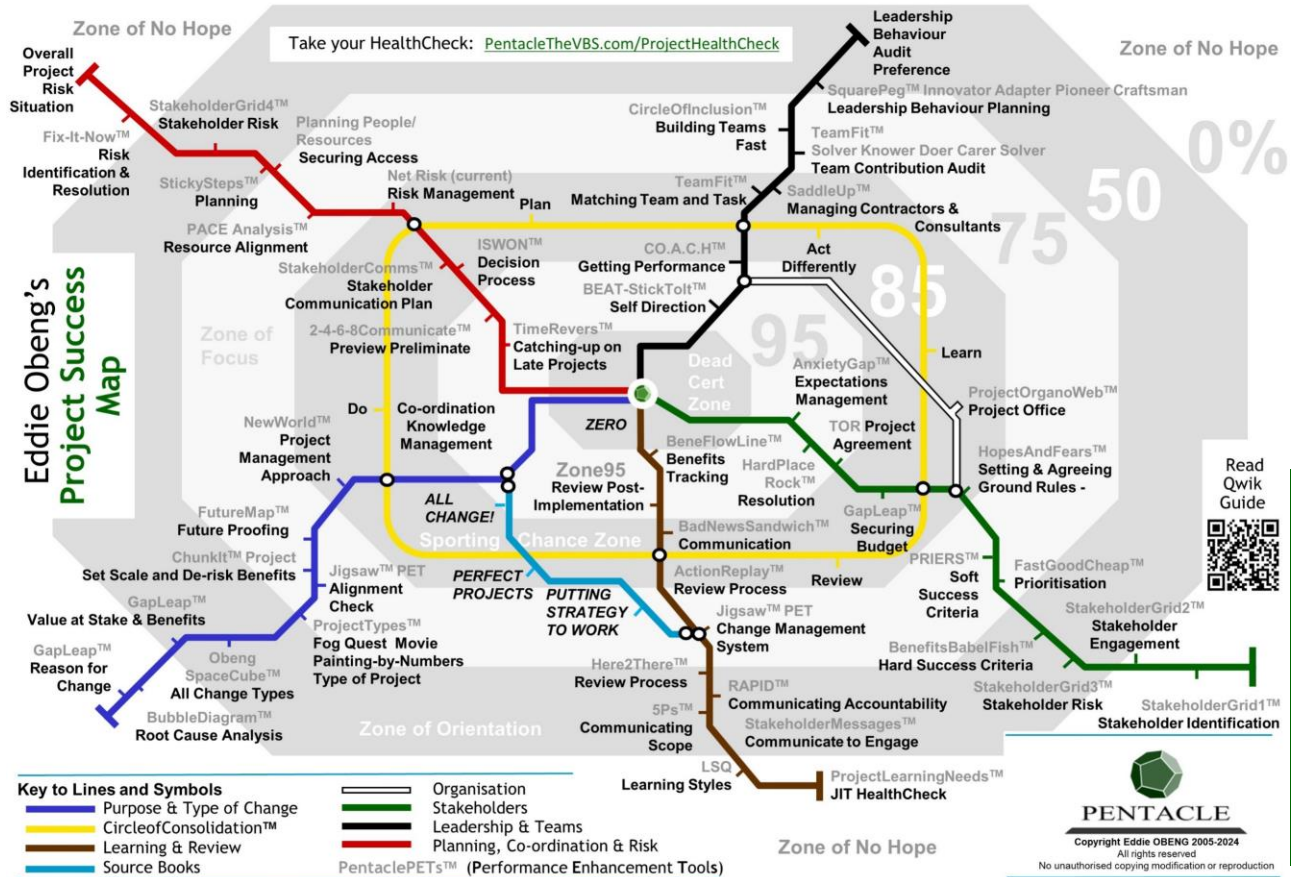 Zone of No Hope
Take your HealthCheck: PentacleTheVBS.com/ProjectHealthCheck
Leadership
Behaviour
Audit
Preference
Zone of No Hope
Overall
Project
Risk
Situation
StakeholderGrid4™
Stakeholder Risk
Fix-It-Now™
Risk
Identification &
Resolution
Planning People/
Resources
Securing Access
StickySteps™
Planning
Net Risk (current)
Risk Management
PACE Analysis™
Resource Alignment
CircleOfInclusion™
Building Teams
Fast
SquarePeg™ Innovator Adapter Pioneer Craftsman
Leadership Behaviour Planning
TeamFit™
Solver Knower Doer Carer Solver
Team Contribution Audit
TeamFit™
Matching Team and Task
SaddleUp™
Managing Contractors &
Consultants
0%
50
75
85
95
Plan
Act
Differently
ISWON™
Decision
Process
StakeholderComms™
Stakeholder
Communication Plan
CO.A.C.H™
Getting Performance
BEAT-StickToIt™
Self Direction
2-4-6-8Communicate™
Preview Preliminate
TimeRevers™
Catching-up on
Late Projects
Zone of
Focus
Dead
Cert
Zone
Learn
Eddie Obeng's
Project Success
Map
AnxietyGap™
Expectations
Management
ProjectOrganoWeb™
Project Office
Do
Co-ordination
Knowledge
Management
ZERO
NewWorld™
Project
Management
Approach
TOR Project
Agreement
BeneFlowLine™
Benefits
Tracking
HardPlace
Rock™
Resolution
HopesAndFears™
Setting & Agreeing
Ground Rules -
Zone95
Review Post-
Implementation
ALL
CHANGE!
GapLeap™
Securing
Budget
Read
Qwik
Guide
FutureMap™
Future Proofing
Sporting Chance Zone
BadNewsSandwich™
Communication
ChunkIt™ Project
Set Scale and De-risk Benefits
Jigsaw™ PET
Alignment
Check
PERFECT
PROJECTS
PUTTING
STRATEGY
TO WORK
ActionReplay™
Review Process
Review
PRIERS™
Soft
Success
Criteria
FastGoodCheap™
Prioritisation
GapLeap™
Value at Stake & Benefits
ProjectTypes™
Fog Quest Movie
Painting-by-Numbers
Type of Project
Jigsaw™ PET
Change Management
System
StakeholderGrid2™
Stakeholder
Engagement
GapLeap™
Reason for
Change
Obeng
SpaceCube™
All Change Types
Here2There™
Review Process
BenefitsBabelFish™
Hard Success Criteria
RAPID™
Communicating Accountability
StakeholderGrid3™
Stakeholder Risk
StakeholderGrid1™
Stakeholder Identification
BubbleDiagram™
Root Cause Analysis
Zone of Orientation
5Ps™
Communicating
Scope
StakeholderMessages™
Communicate to Engage
LSQ
Learning Styles
ProjectLearningNeeds™
JIT HealthCheck
Zone of No Hope
Key to Lines and Symbols
Purpose & Type of Change
CircleofConsolidation™
Learning & Review
Source Books
Organisation
Stakeholders
Leadership & Teams
Planning, Co-ordination & Risk
PentaclePETs™ (Performance Enhancement Tools)
PENTACLE
Copyright Eddie OBENG 2005-2024
All rights reserved
No unauthorised copying modification or reproduction